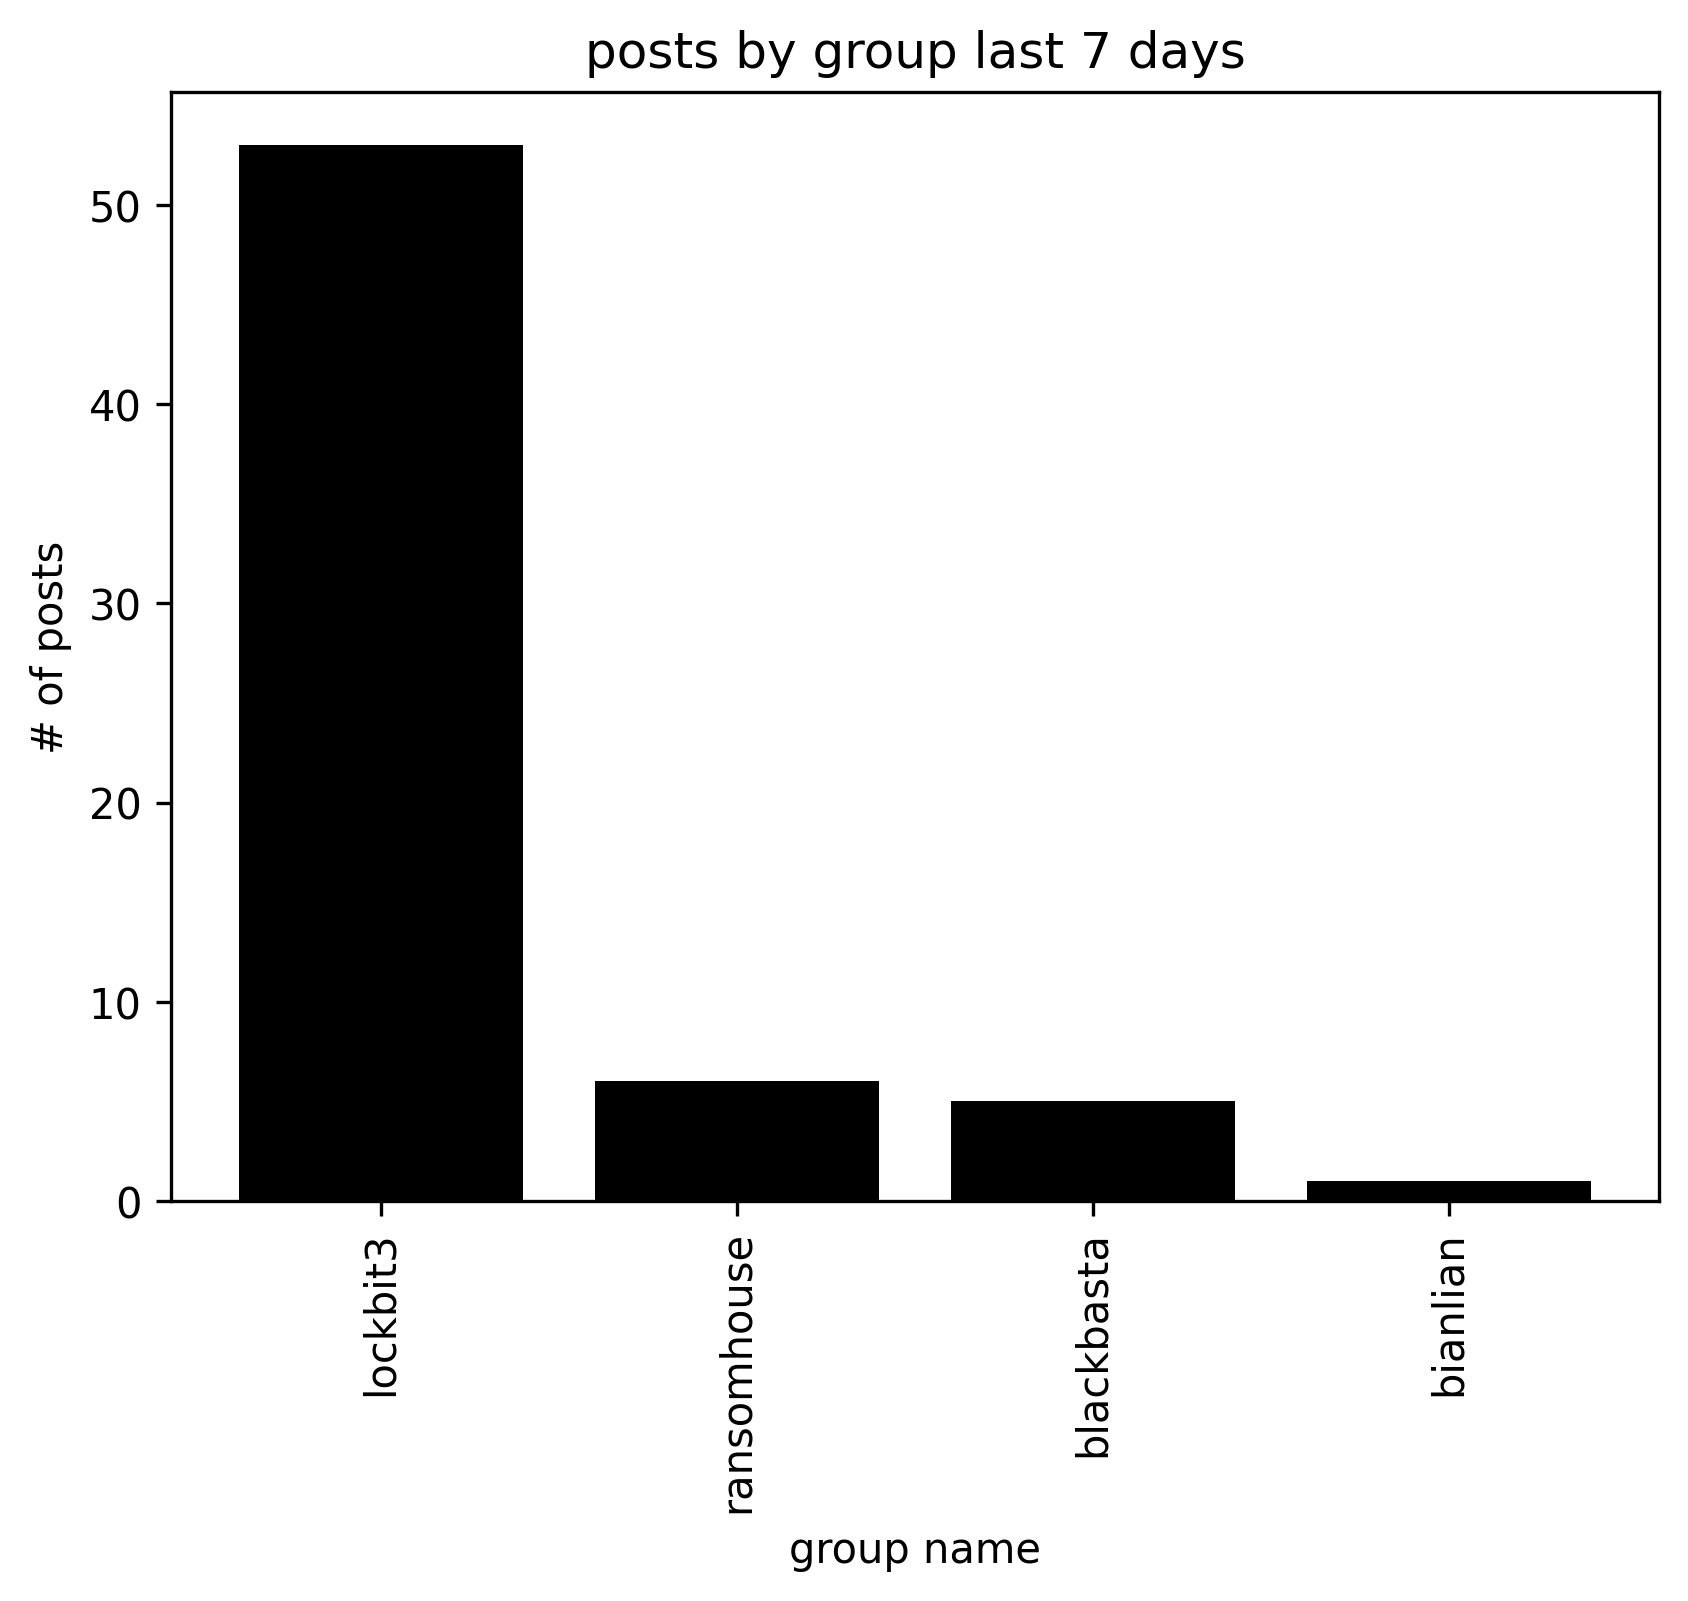 posts by group last 7 days
# of posts
50
40
30
20
10
0
lockbit3
ransomhouse
blackbasta
bianlian
group name